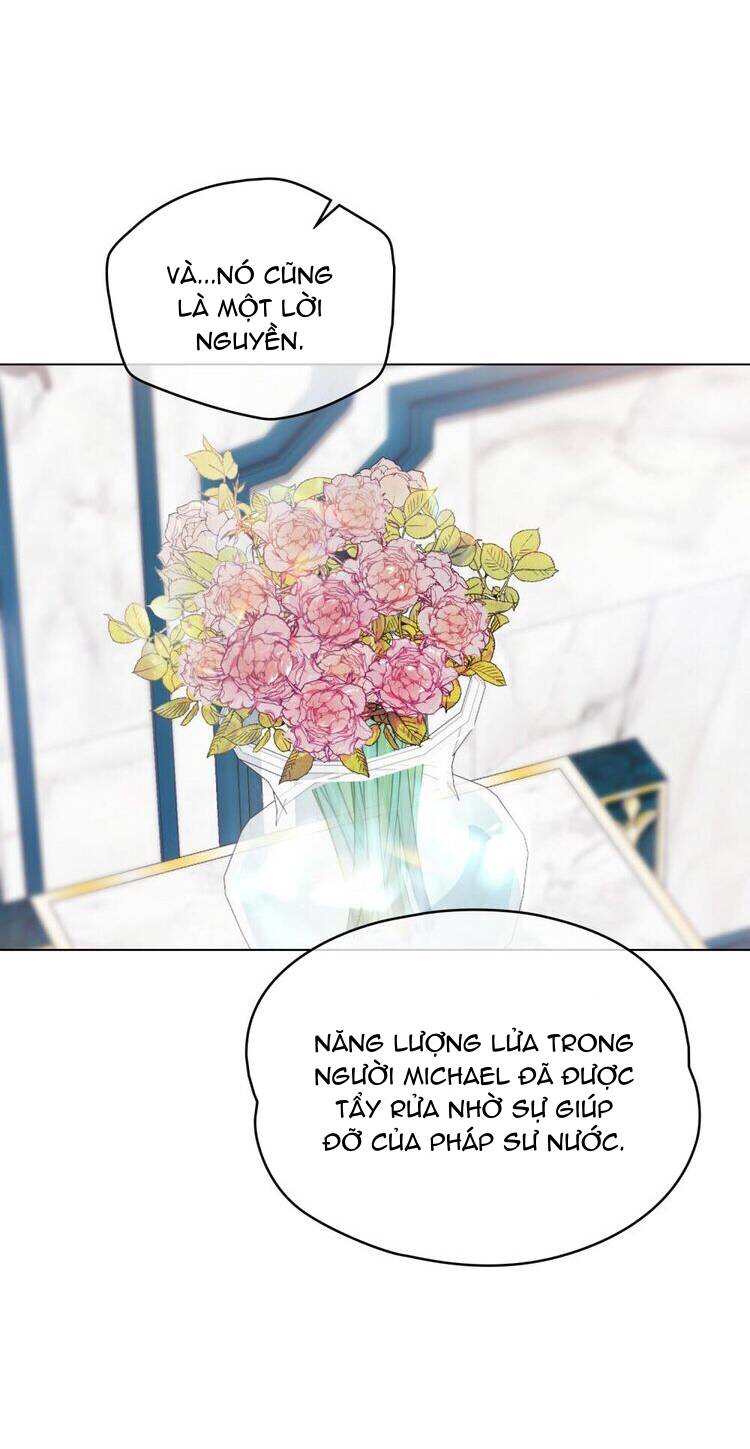 VÀ...NÓ CŨNG
LÀ MỘT LỜI
NGUYỀN.
NĂNG LƯỢNG LỬA TRONG
NGƯỜI MICHAEL ĐÃ ĐƯỢC
TẨY RỬA NHỜ SỰ GIÚP
ĐỠ CỦA PHÁP SƯ NƯỚC.